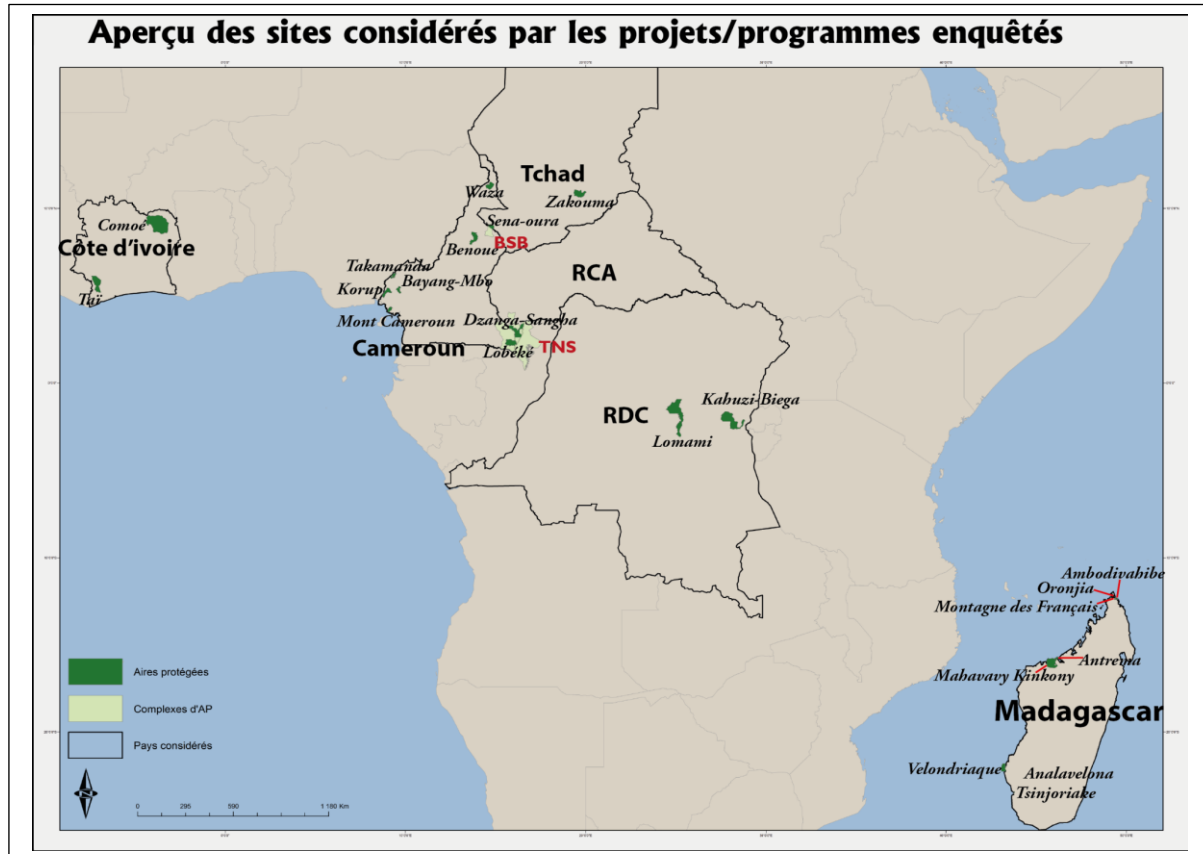 Aperçu des sites considérés par les projets/programmes enquêtés
Tchad
Waza
Zakouma
Comoé
Sena-oura
Côte d'ivoire
BSB
Benoue
Takamanda
RCA
Bayang-Mbo
Korup
Taï
Mont Cameroun
Dzanga-Sangha
Cameroun
Lobéké
TNS
Kahuzi-Biega
RDC
Lomami
Ambodivahibe
Oronjia
Montagne des Français
Antrema
Mahavavy Kinkony
Madagascar
Velondriaque
Analavelona
Tsinjoriake
Aires protégées
Complexes d'AP
Pays considérés
N
0 295 590 1 180 Km